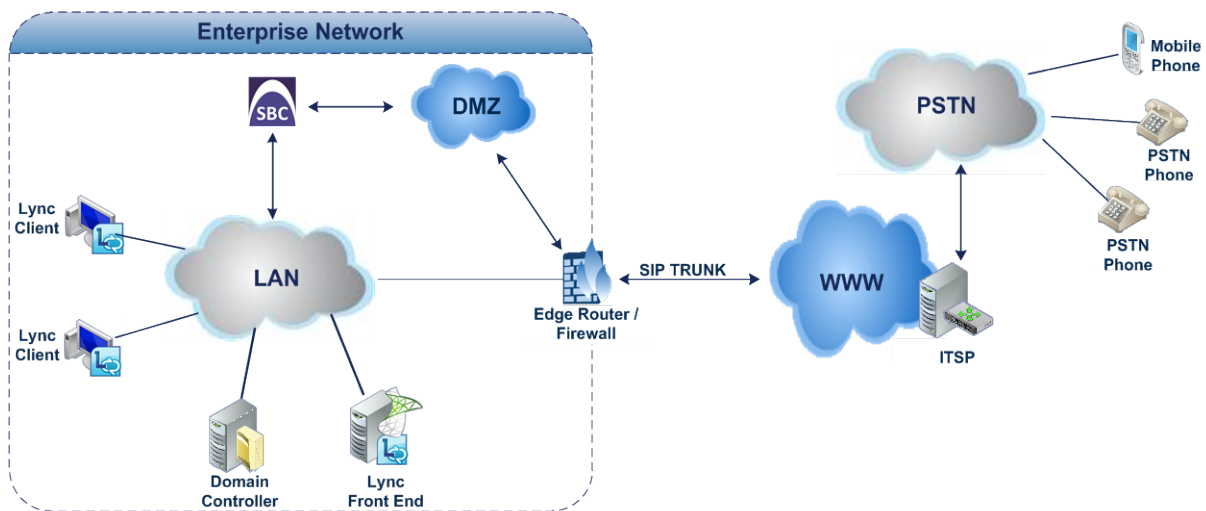 Enterprise Network
SBC
DMZ
Lync
Client
LAN
Lync
Client
Domain
Controller
Lync
Front End
Edge Router /
Firewall
SIP TRUNK
WWW
ITSP
PSTN
Mobile
Phone
PSTN
Phone
PSTN
Phone